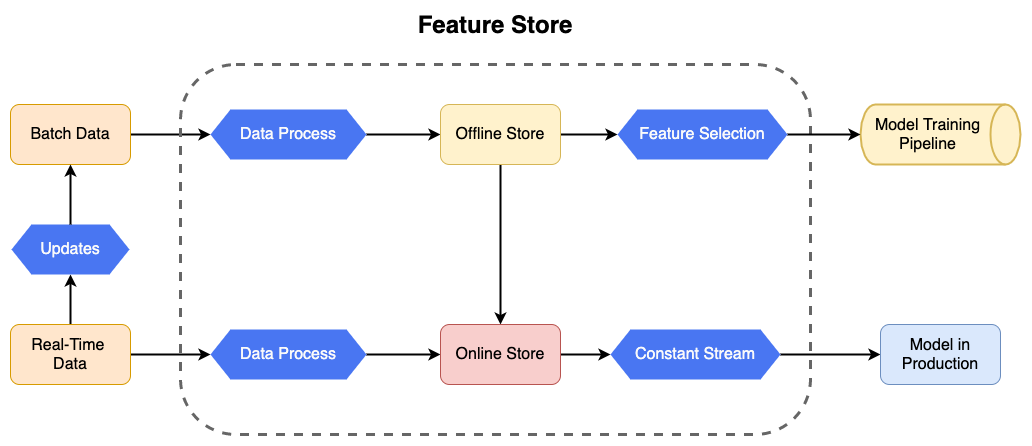 Feature Store
Batch Data
Data Process
Offline Store
Feature Selection
Model Training
Pipeline
Updates
Real-Time
Data
Data Process
Online Store
Constant Stream
Model in
Production